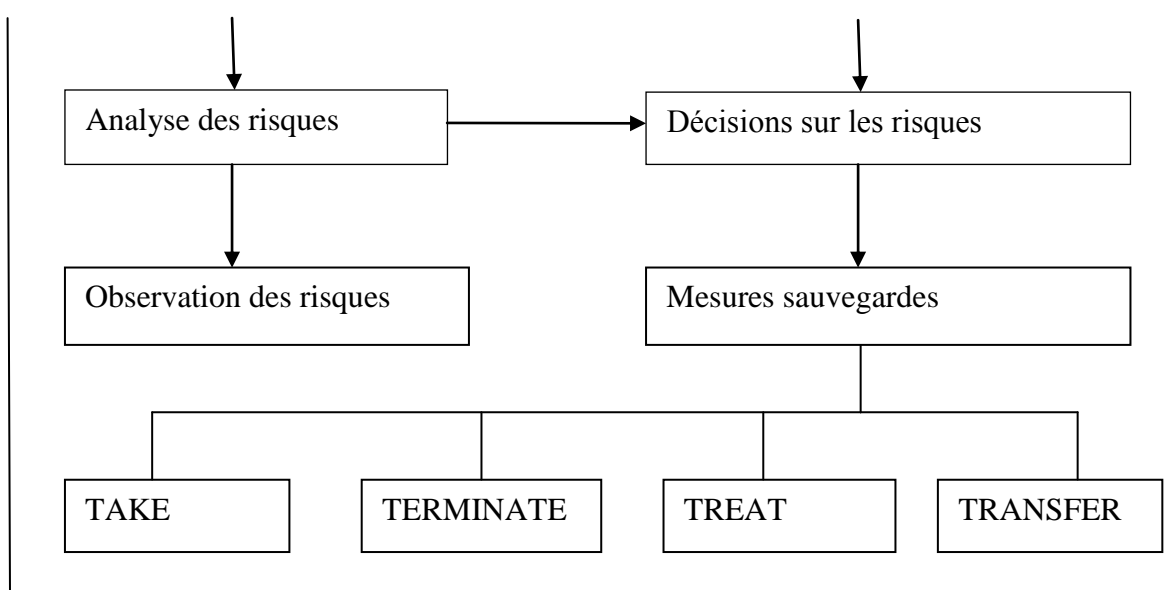 Analyse des risques
Décisions sur les risques
Observation des risques
Mesures sauvegardes
TAKE
TERMINATE
TREAT
TRANSFER